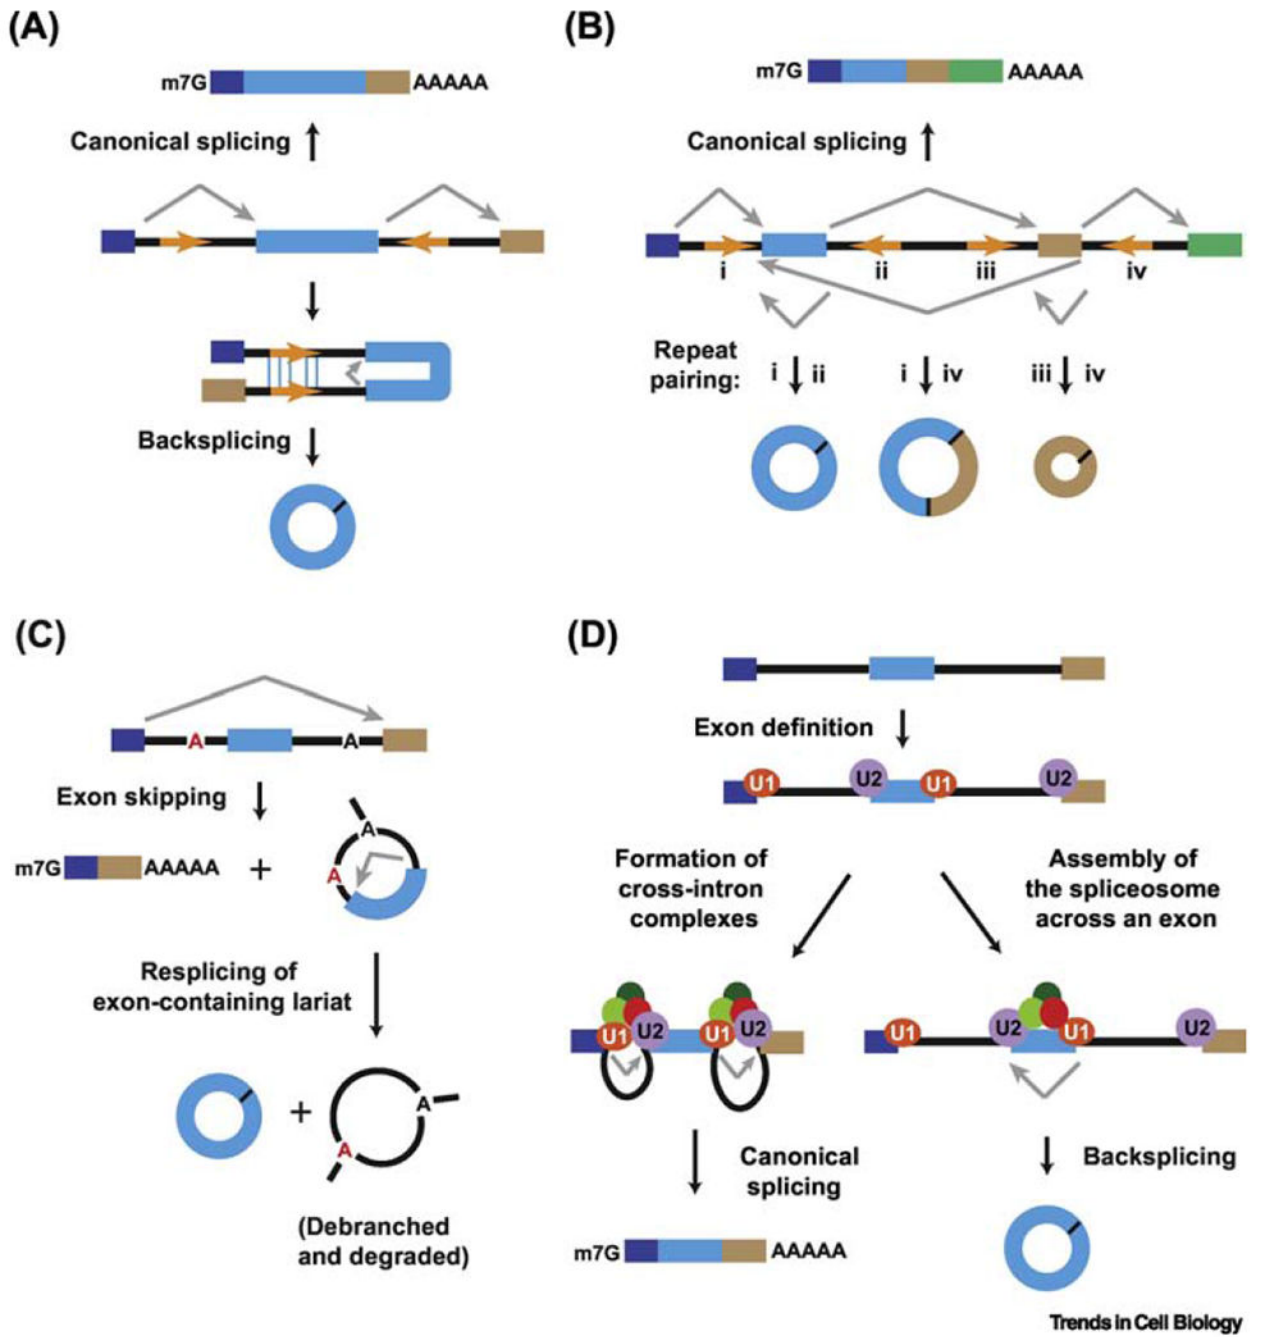 (A)
m7G AAAAA
Canonical splicing
Backsplicing
(B)
m7G AAAAA
Canonical splicing
i ii iii iv
Repeat
pairing:
i ii i iv iii iv
(C)
A A
Exon skipping
m7G AAAAA +
A
A
Resplicing of
exon-containing lariat
+
A
A
(Debranched
and degraded)
(D)
Exon definition
U1 U2 U1 U2
Formation of
cross-intron
complexes
Assembly of
the spliceosome
across an exon
U1 U2 U1 U2
U1 U2 U1 U2
Canonical
splicing
Backsplicing
m7G AAAAA
Trends in Cell Biology